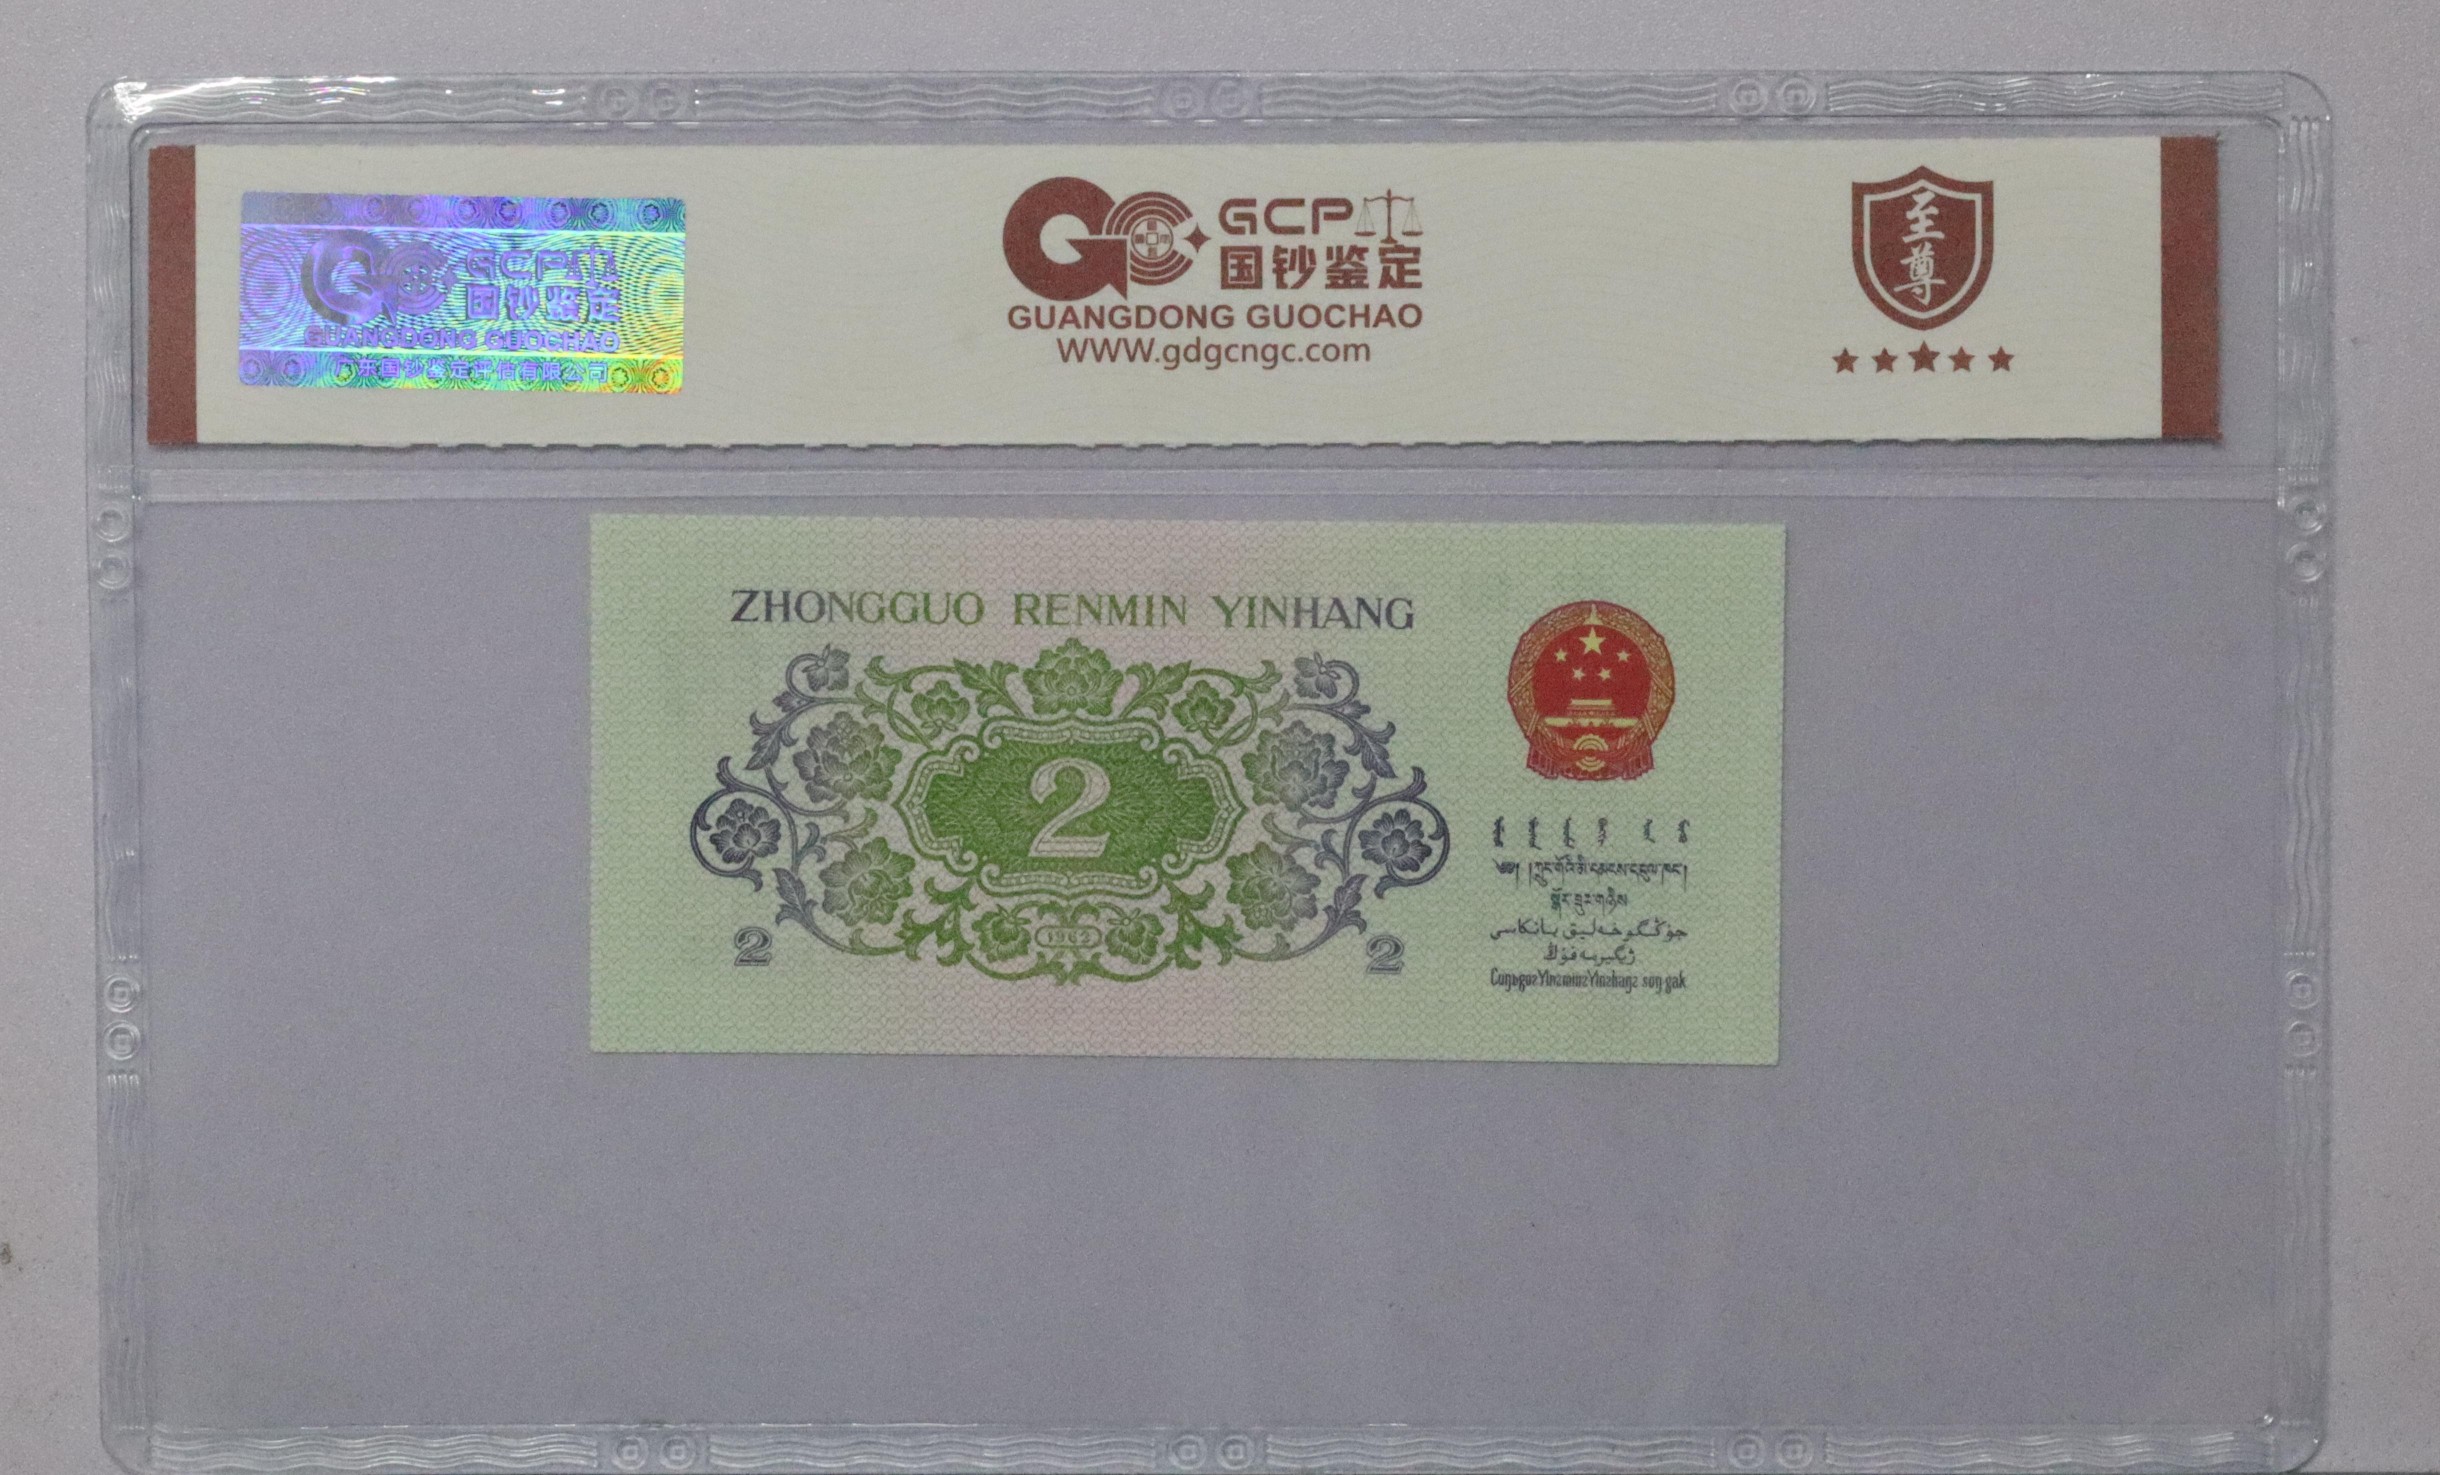 GCP
国钞鉴定
GUANGDONG GUOCHAO
广东国钞鉴定评估有限公司
GCP
国钞鉴定
GUANGDONG GUOCHAO
WWW.gdgcngc.com
至尊
ZHONGGUO RENMIN YINHANG
2
1962
2 2
جۇڭگو خەلىق بانكاسى